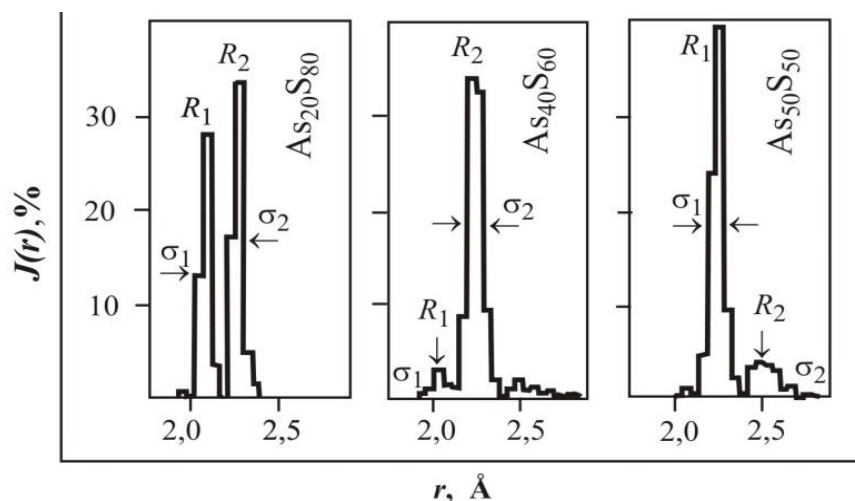 J(r),%
30
20
10
R₁
R₂
σ₁
σ₂
As₂₀S₈₀
2,0
2,5
R₂
As₄₀S₆₀
σ₂
R₁
σ₁
2,0
2,5
R₁
As₅₀S₅₀
σ₁
R₂
σ₂
2,0
2,5
r, Å